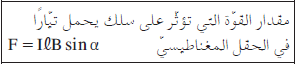 مقدار القوّة التي تؤثّر على سلك يحمل تيّارًا
في الحقل المغناطيسيّ F = IℓB sin α